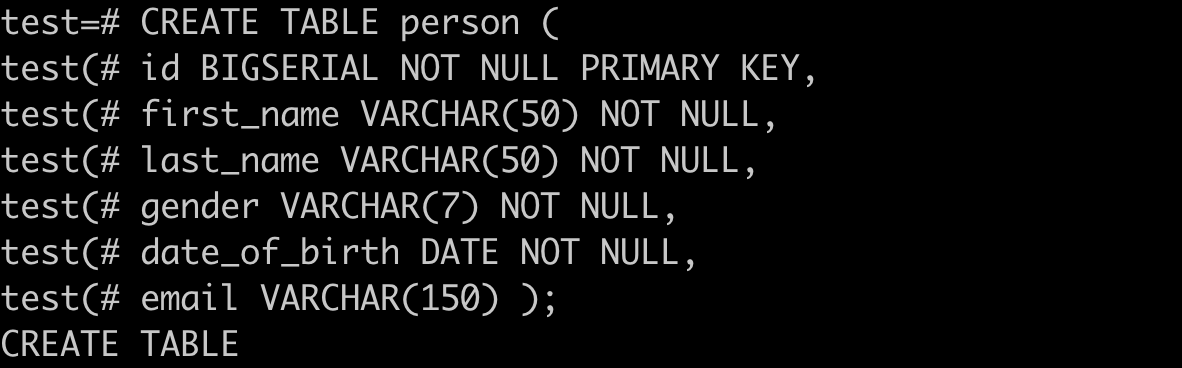 test=# CREATE TABLE person (
test(# id BIGSERIAL NOT NULL PRIMARY KEY,
test(# first_name VARCHAR(50) NOT NULL,
test(# last_name VARCHAR(50) NOT NULL,
test(# gender VARCHAR(7) NOT NULL,
test(# date_of_birth DATE NOT NULL,
test(# email VARCHAR(150) );
CREATE TABLE